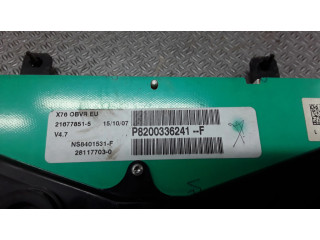 X76 OBVR EU
21677851-5 15/10/07
V4.7
P8200336241--F
NS8401531-F
28117703-0